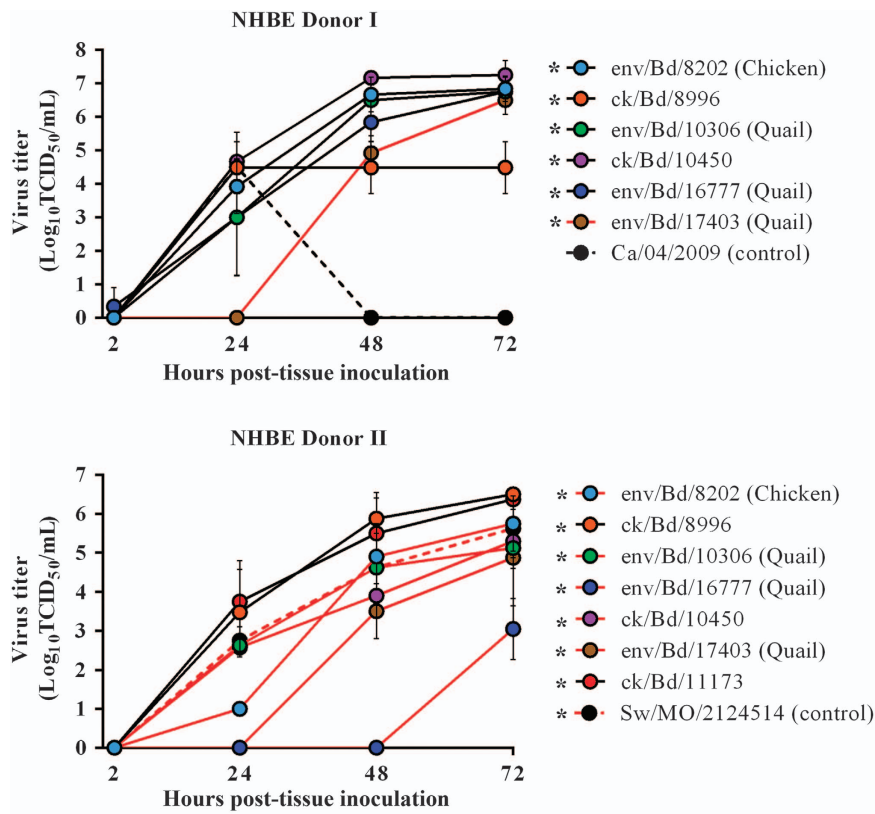 NHBE Donor I
Virus titer
(Log10TCID50/mL)
8
7
6
5
4
3
2
1
0
2 24 48 72
Hours post-tissue inoculation
* env/Bd/8202 (Chicken)
* ck/Bd/8996
* env/Bd/10306 (Quail)
* ck/Bd/10450
* env/Bd/16777 (Quail)
* env/Bd/17403 (Quail)
Ca/04/2009 (control)
NHBE Donor II
Virus titer
(Log10TCID50/mL)
7
6
5
4
3
2
1
0
2 24 48 72
Hours post-tissue inoculation
* env/Bd/8202 (Chicken)
* ck/Bd/8996
* env/Bd/10306 (Quail)
* env/Bd/16777 (Quail)
* ck/Bd/10450
* env/Bd/17403 (Quail)
* ck/Bd/11173
* Sw/MO/2124514 (control)